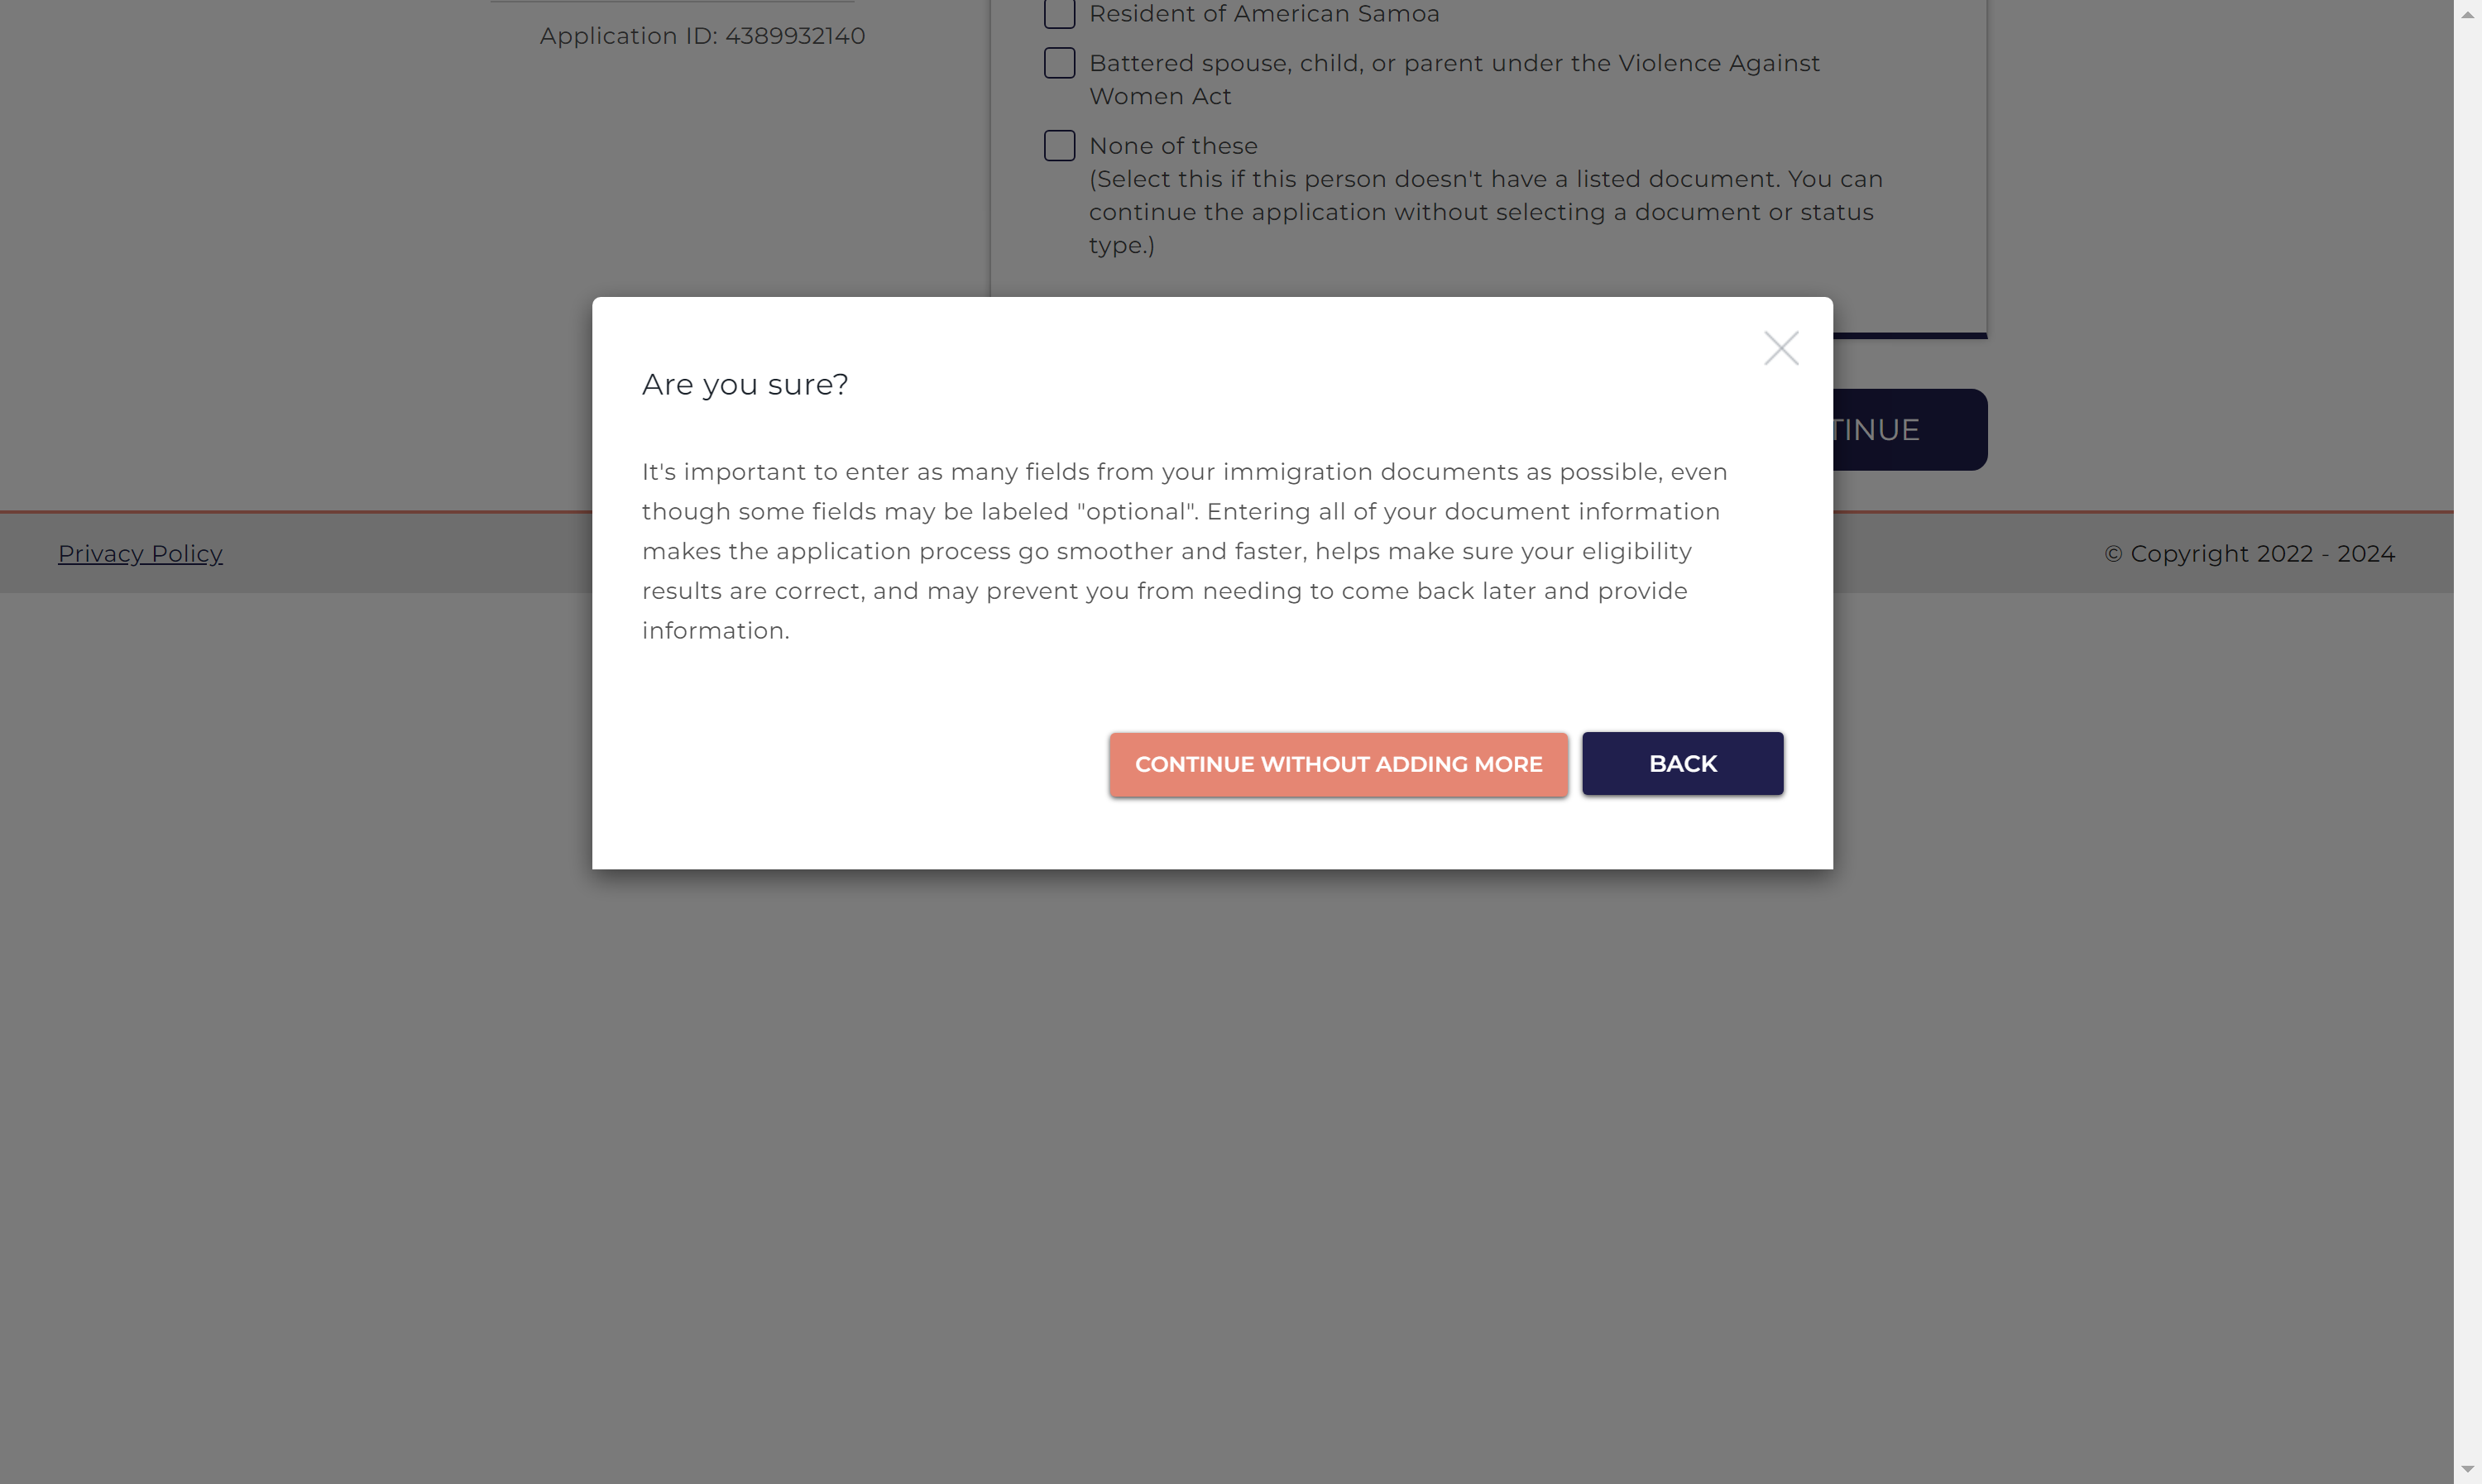 Application ID: 4389932140
Resident of American Samoa
Battered spouse, child, or parent under the Violence Against
Women Act
None of these
(Select this if this person doesn't have a listed document. You can
continue the application without selecting a document or status
type.)
Are you sure?
It's important to enter as many fields from your immigration documents as possible, even
though some fields may be labeled "optional". Entering all of your document information
makes the application process go smoother and faster, helps make sure your eligibility
results are correct, and may prevent you from needing to come back later and provide
information.
CONTINUE WITHOUT ADDING MORE
BACK
TINUE
Privacy Policy
© Copyright 2022 - 2024